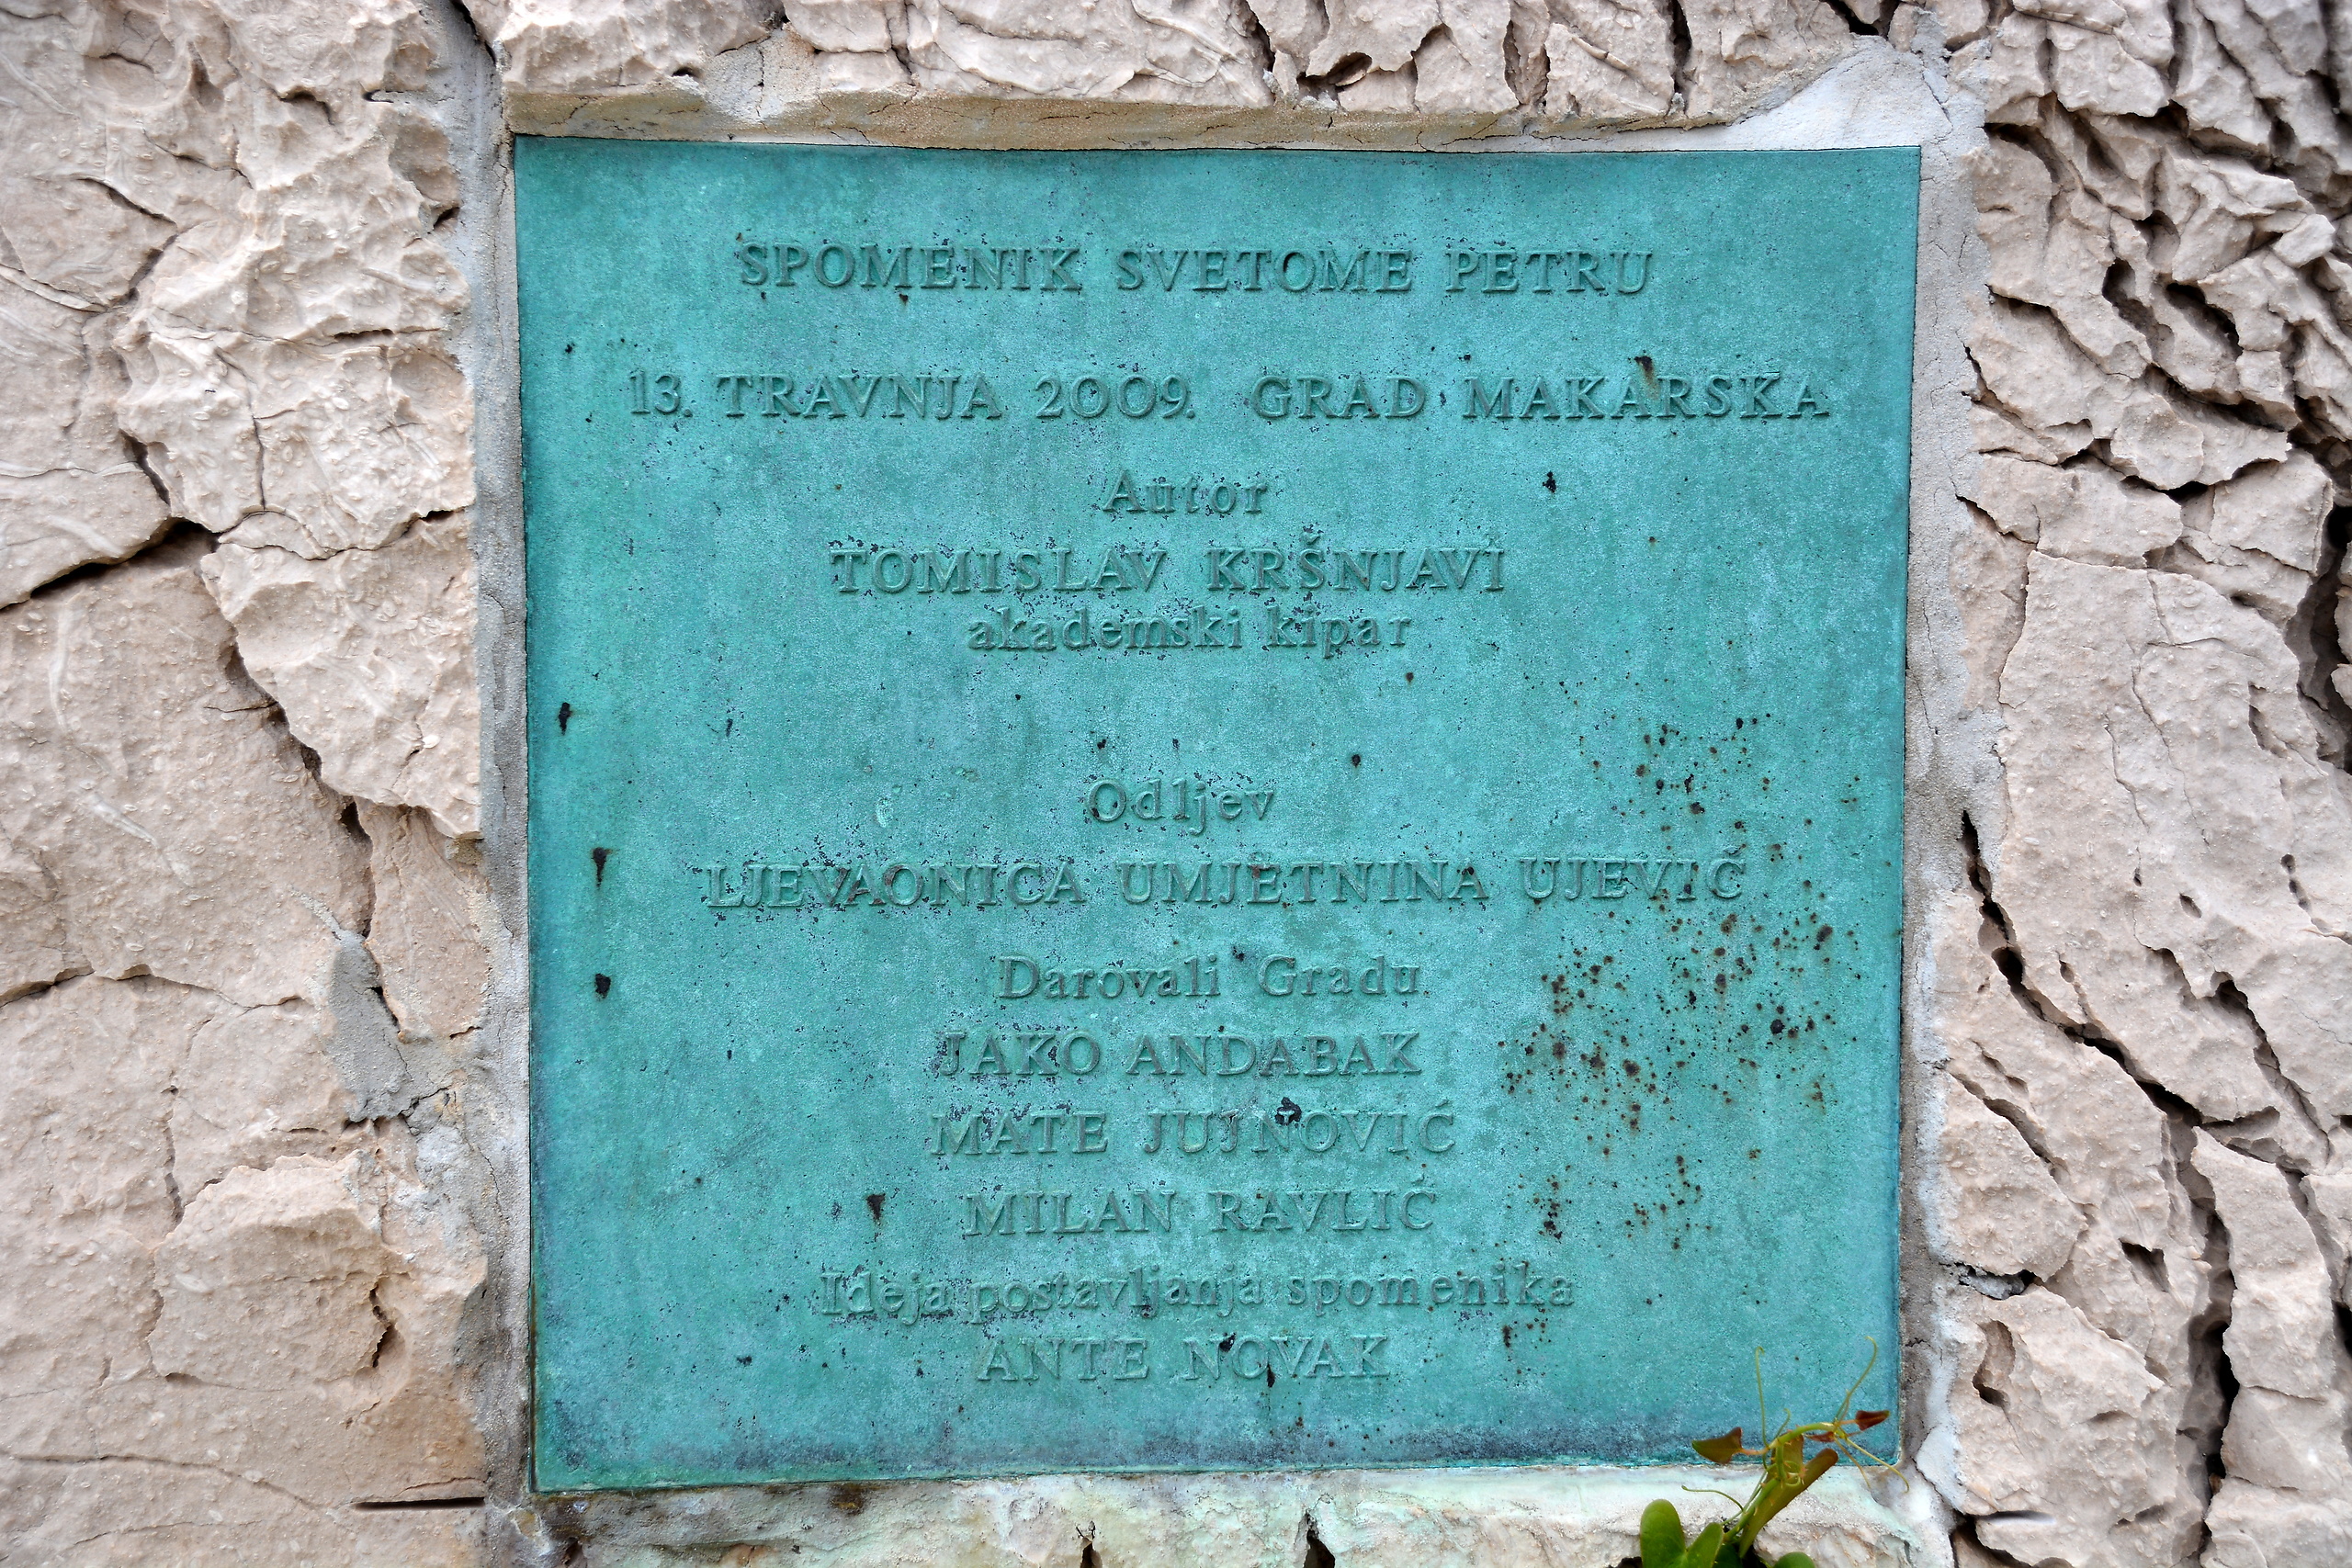 SPOMENIK SVETOME PETRU
13. TRAVNJA 2009. GRAD MAKARSKA
Autor
TOMISLAV KRŠNJAVI
akademski kipar
Odljev
LJEVAONICA UMJETNINA UJEVIĆ
Darovali Gradu
JAKO ANDABAK
MATE JUJNOVIĆ
MILAN RAVLIĆ
Ideja postavljanja spomenika
ANTE NOVAK